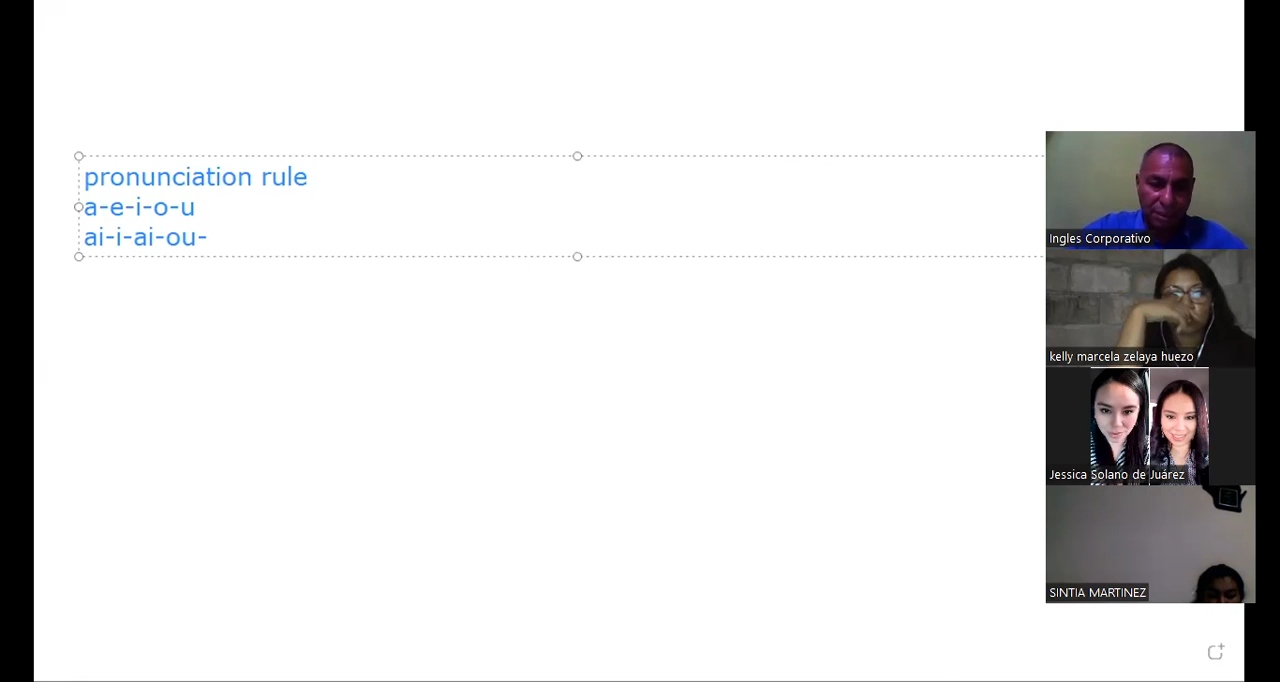 pronunciation rule
a-e-i-o-u
ai-i-ai-ou-
Ingles Corporativo
kelly marcela zelaya huezo
Jessica Solano de Juárez
SINTIA MARTINEZ